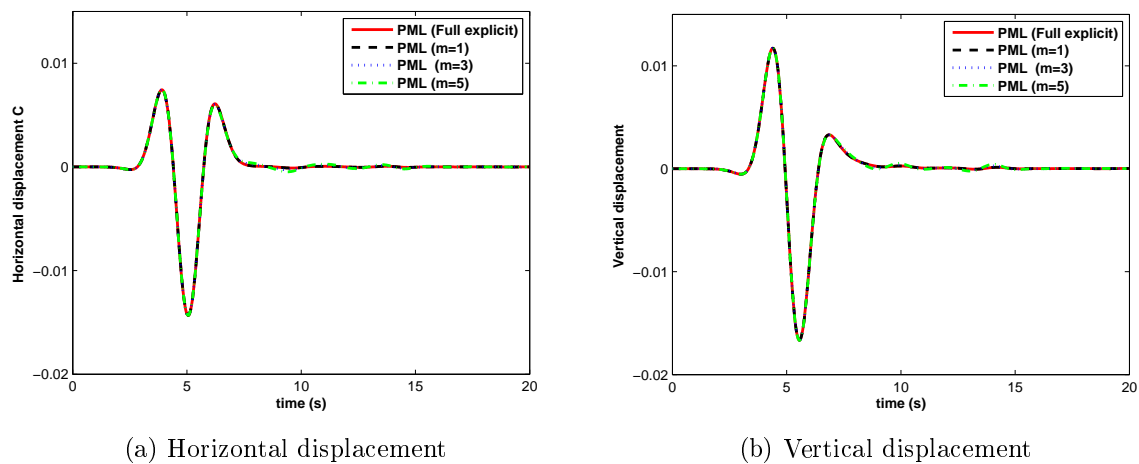 PML (Full explicit)
PML (m=1)
PML (m=3)
PML (m=5)
0.01
0
−0.01
−0.02
Horizontal displacement C
0
5
10
15
20
time (s)
(a) Horizontal displacement
PML (Full explicit)
PML (m=1)
PML (m=3)
PML (m=5)
0.01
0
−0.01
−0.02
Vertical displacement
0
5
10
15
20
time (s)
(b) Vertical displacement